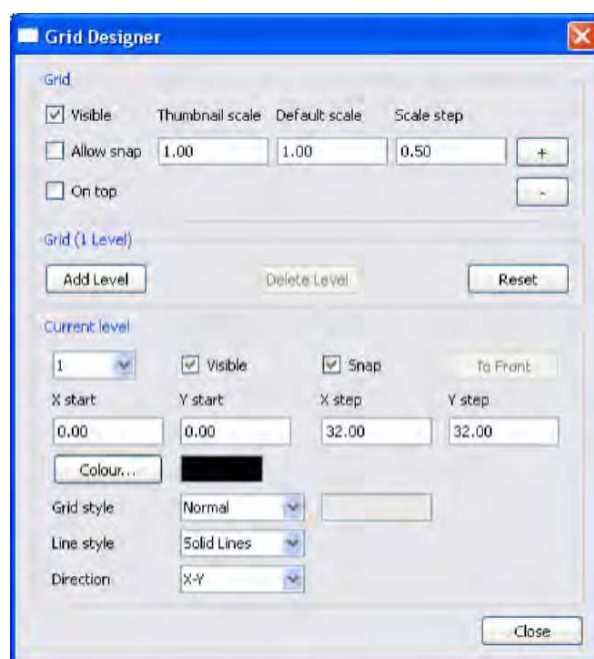 Grid Designer
Grid
Visible Thumbnail scale Default scale Scale step
Allow snap 1.00 1.00 0.50 +
On top -
Grid (1 Level)
Add Level Delete Level Reset
Current level
1 Visible Snap To Front
X start Y start X step Y step
0.00 0.00 32.00 32.00
Colour...
Grid style Normal
Line style Solid Lines
Direction X-Y
Close